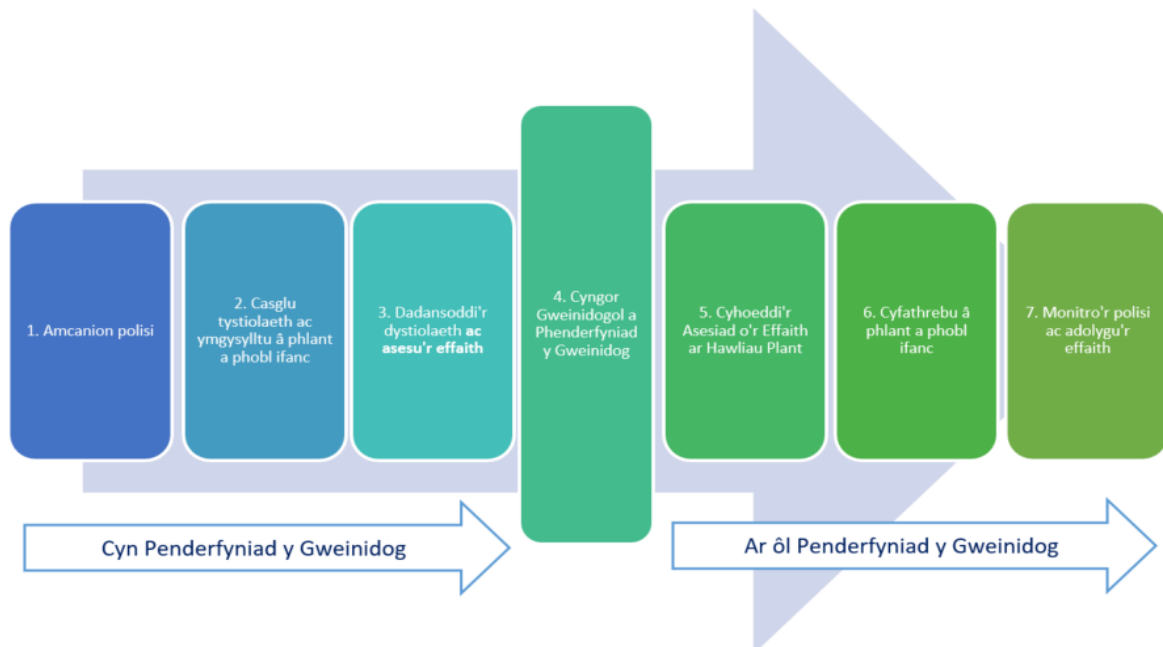 1. Amcanion polisi
2. Casglu
tystiolaeth ac
ymgysylltu â phlant
a phobl ifanc
3. Dadansoddi'r
dystiolaeth ac
asesu'r effaith
4. Cyngor
Gweinidogol a
Phenderfyniad
y Gweinidog
5. Cyhoeddi'r
Asesiad o'r Effaith
ar Hawliau Plant
6. Cyfathrebu â
phlant a phobl
ifanc
7. Monitro'r polisi
ac adolygu'r
effaith
Cyn Penderfyniad y Gweinidog
Ar ôl Penderfyniad y Gweinidog